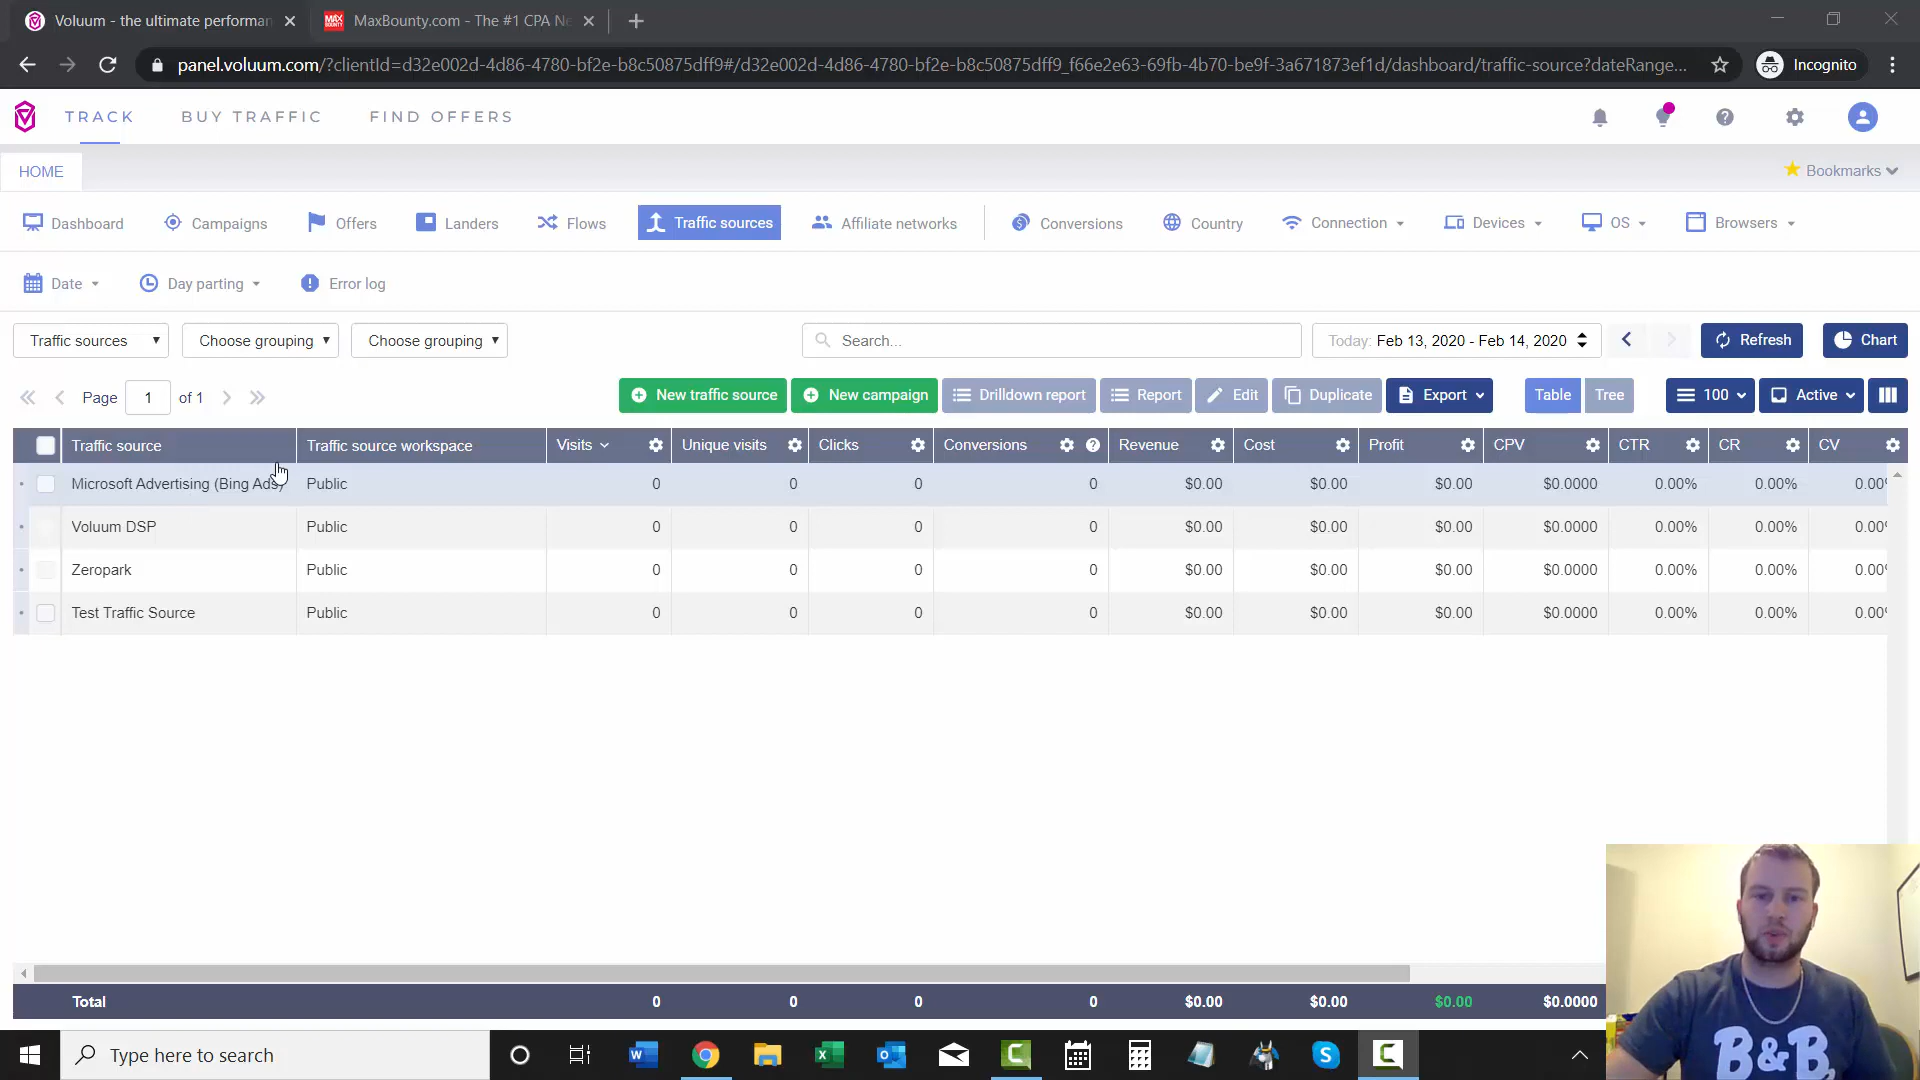 Voluum - the ultimate performan
MaxBounty.com - The #1 CPA Ne
panel.voluum.com/?clientId=d32e002d-4d86-4780-bf2e-b8c50875dff9#/d32e002d-4d86-4780-bf2e-b8c50875dff9_f66e2e63-69fb-4b70-be9f-3a671873ef1d/dashboard/traffic-source?dateRange...
Incognito
TRACK BUY TRAFFIC FIND OFFERS
HOME
Bookmarks
Dashboard Campaigns Offers Landers Flows Traffic sources Affiliate networks Conversions Country Connection Devices OS Browsers
Date Day parting Error log
Traffic sources Choose grouping Choose grouping Search... Today: Feb 13, 2020 - Feb 14, 2020 Refresh Chart
Page 1 of 1 New traffic source New campaign Drilldown report Report Edit Duplicate Export Table Tree 100 Active
Traffic source Traffic source workspace Visits Unique visits Clicks Conversions Revenue Cost Profit CPV CTR CR CV
Microsoft Advertising (Bing Ads) Public 0 0 0 0 $0.00 $0.00 $0.00 $0.0000 0.00% 0.00% 0.00%
Voluum DSP Public 0 0 0 0 $0.00 $0.00 $0.00 $0.0000 0.00% 0.00% 0.00%
Zeropark Public 0 0 0 0 $0.00 $0.00 $0.00 $0.0000 0.00% 0.00% 0.00%
Test Traffic Source Public 0 0 0 0 $0.00 $0.00 $0.00 $0.0000 0.00% 0.00% 0.00%
Total 0 0 0 0 $0.00 $0.00 $0.00 $0.0000
B&B
Type here to search